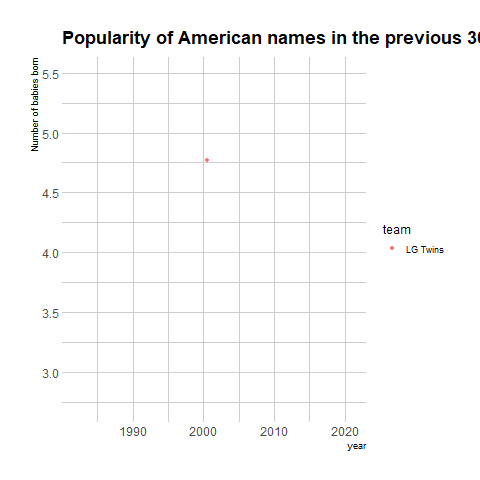 Popularity of American names in the previous 30
Number of babies born
5.5
5.0
4.5
4.0
3.5
3.0
1990 2000 2010 2020
year
team
LG Twins